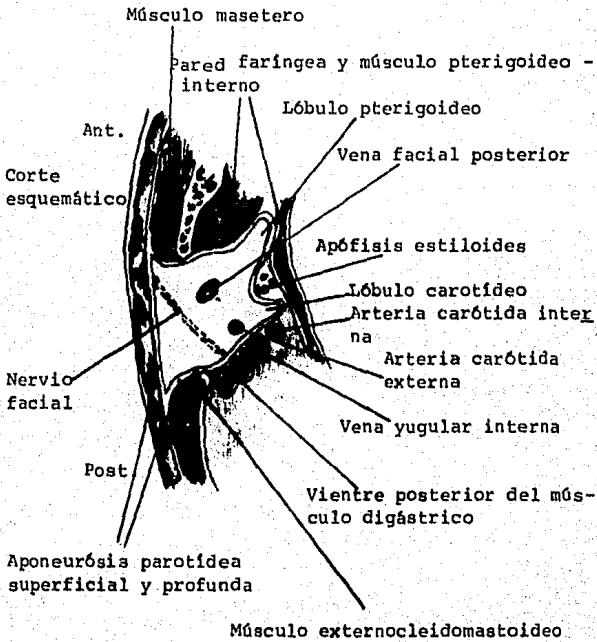 Músculo masetero
Pared faríngea y músculo pterigoideo -
interno
Lóbulo pterigoideo
Ant.
Vena facial posterior
Corte
esquemático
Apófisis estiloides
Lóbulo carotídeo
Arteria carótida inter
na
Arteria carótida
externa
Nervio
facial
Vena yugular interna
Post.
Vientre posterior del mús-
culo digástrico
Aponeurósis parotídea
superficial y profunda
Músculo externocleidomastoideo